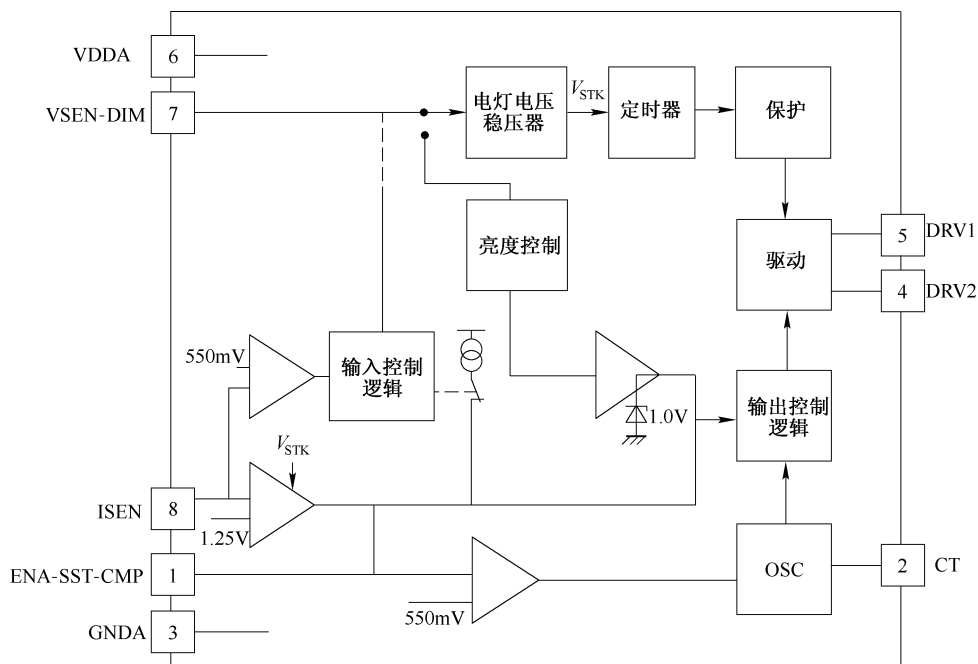 VDDA
6
VSEN-DIM
7
电灯电压
稳压器
VSTK
定时器
保护
亮度控制
驱动
5
DRV1
4
DRV2
550mV
输入控制
逻辑
1.0V
输出控制
逻辑
VSTK
ISEN
8
1.25V
ENA-SST-CMP
1
550mV
OSC
2
CT
GNDA
3